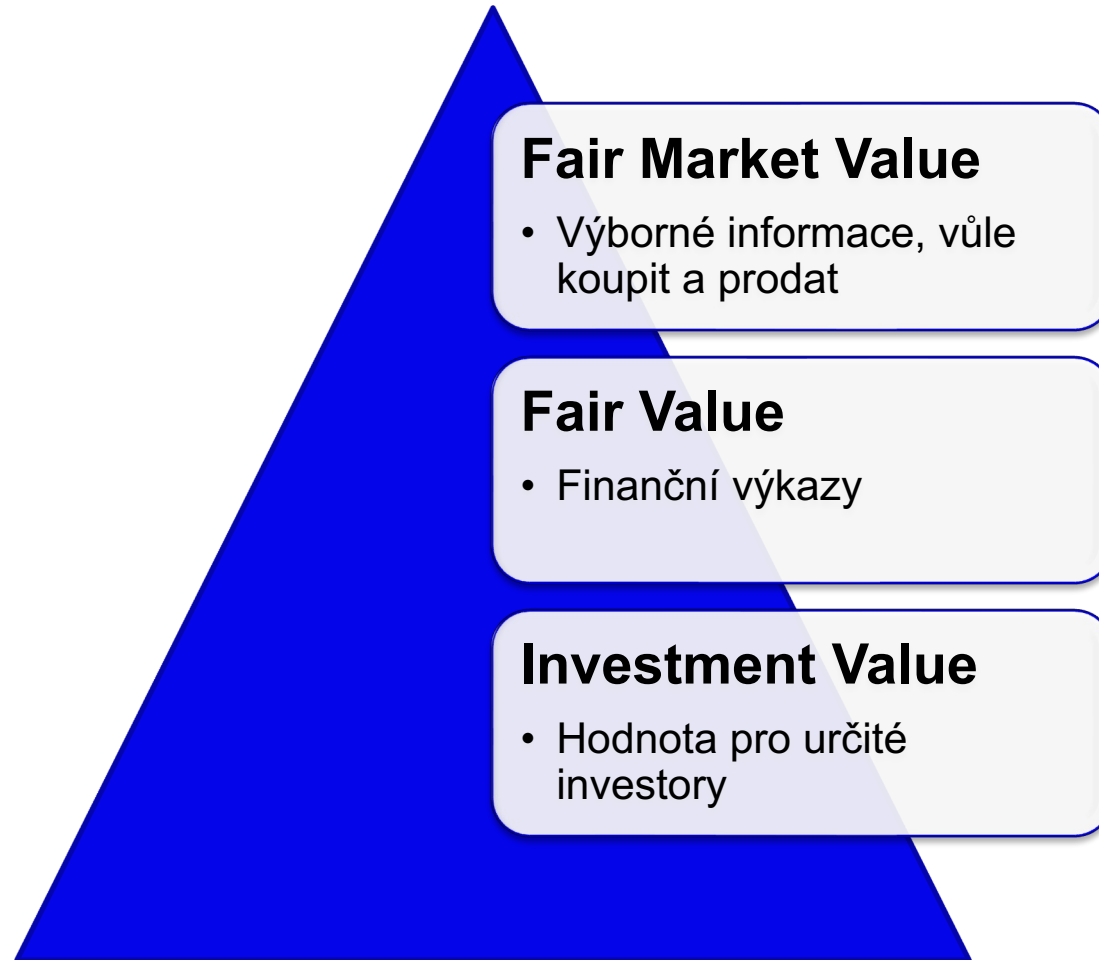 Fair Market Value
• Výborné informace, vůle
koupit a prodat
Fair Value
• Finanční výkazy
Investment Value
• Hodnota pro určité
investory